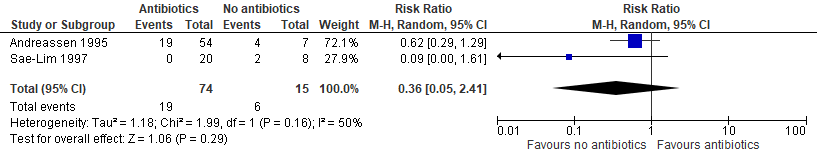 Antibiotics No antibiotics Risk Ratio Risk Ratio
Study or Subgroup Events Total Events Total Weight M-H, Random, 95% CI M-H, Random, 95% CI
Andreassen 1995 19 54 4 7 72.1% 0.62 [0.29, 1.29]
Sae-Lim 1997 0 20 2 8 27.9% 0.09 [0.00, 1.61]
Total (95% CI) 74 15 100.0% 0.36 [0.05, 2.41]
Total events 19 6
Heterogeneity: Tau² = 1.18; Chi² = 1.99, df = 1 (P = 0.16); I² = 50%
Test for overall effect: Z = 1.06 (P = 0.29)
0.01 0.1 1 10 100
Favours no antibiotics Favours antibiotics